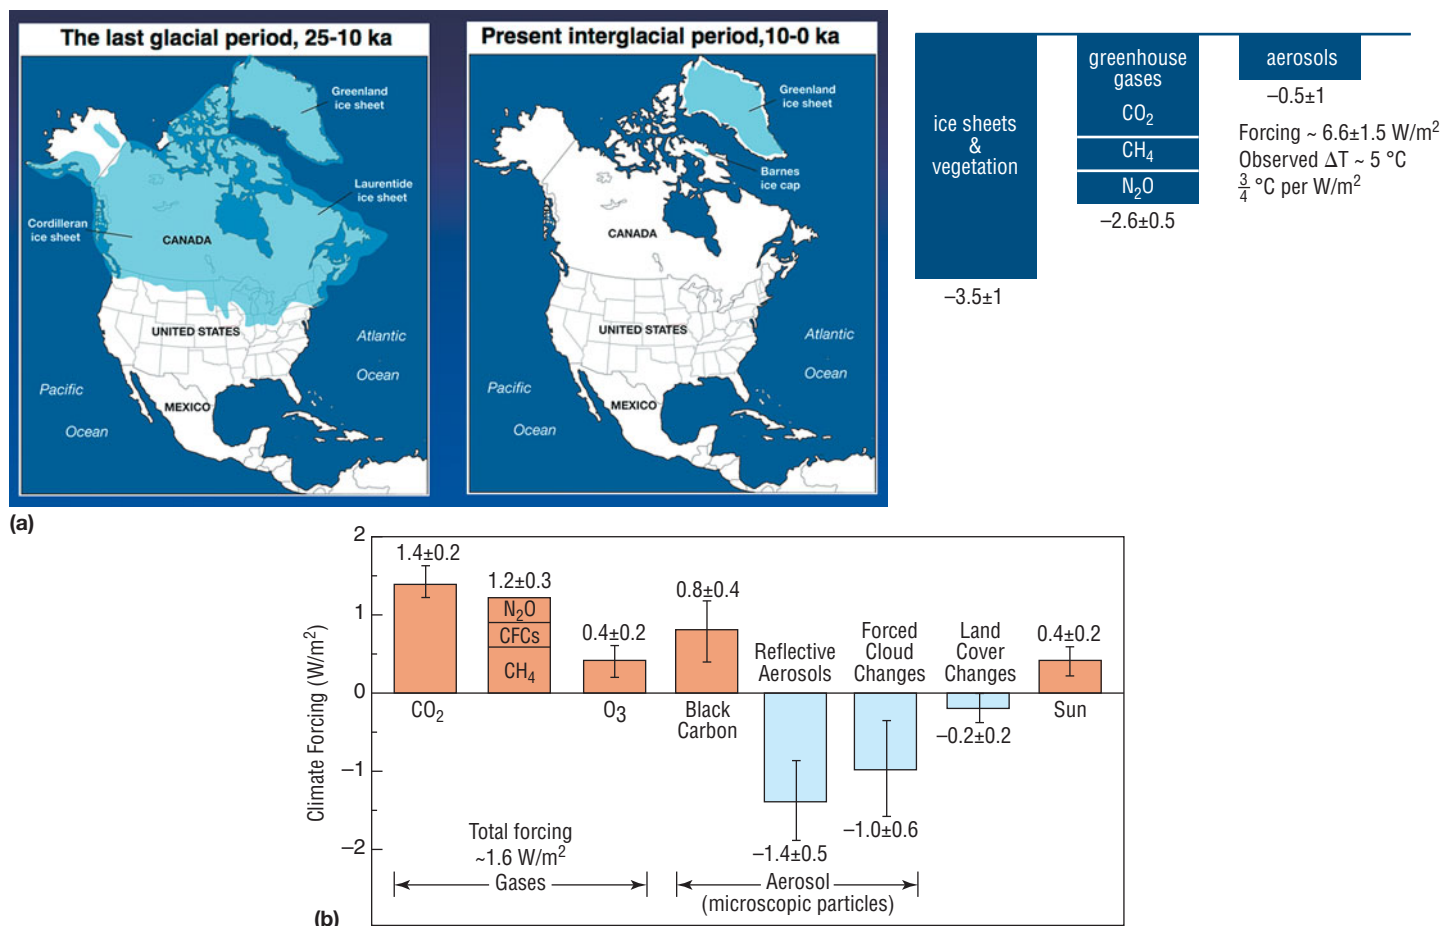 The last glacial period, 25-10 ka
Greenland
ice sheet
Laurentide
ice sheet
Cordilleran
ice sheet
CANADA
UNITED STATES
Atlantic
Ocean
Pacific
Ocean
MEXICO
Present interglacial period,10-0 ka
Greenland
ice sheet
Barnes
ice cap
CANADA
UNITED STATES
Atlantic
Ocean
Pacific
Ocean
MEXICO
ice sheets
&
vegetation
–3.5±1
greenhouse
gases
CO₂
CH₄
N₂O
–2.6±0.5
aerosols
–0.5±1
Forcing ~ 6.6±1.5 W/m²
Observed ΔT ~ 5 °C
¾ °C per W/m²
(a)
Climate Forcing (W/m²)
2
1
0
–1
–2
1.4±0.2
CO₂
1.2±0.3
N₂O
CFCs
CH₄
0.4±0.2
O₃
0.8±0.4
Black
Carbon
Reflective
Aerosols
–1.4±0.5
Forced
Cloud
Changes
–1.0±0.6
Land
Cover
Changes
–0.2±0.2
0.4±0.2
Sun
Total forcing
~1.6 W/m²
Gases
Aerosol
(microscopic particles)
(b)